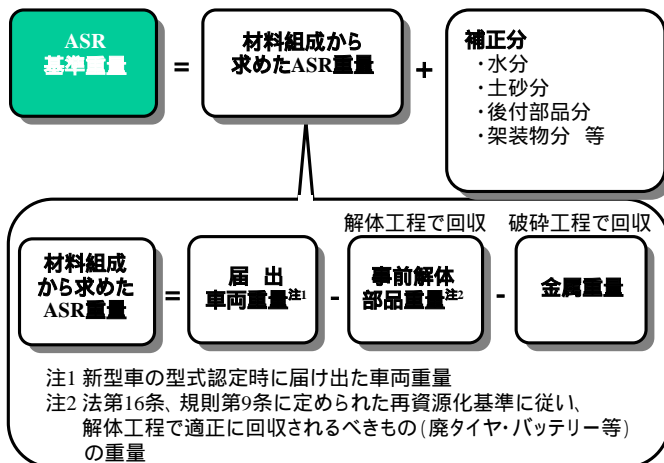 ASR
基準重量
=
材料組成から
求めたASR重量
+
補正分
・水分
・土砂分
・後付部品分
・架装物分 等
解体工程で回収
破砕工程で回収
材料組成
から求めた
ASR重量
=
届 出
車両重量注1
-
事前解体
部品重量注2
-
金属重量
注1 新型車の型式認定時に届け出た車両重量
注2 法第16条、規則第9条に定められた再資源化基準に従い、
解体工程で適正に回収されるべきもの(廃タイヤ・バッテリー等)
の重量